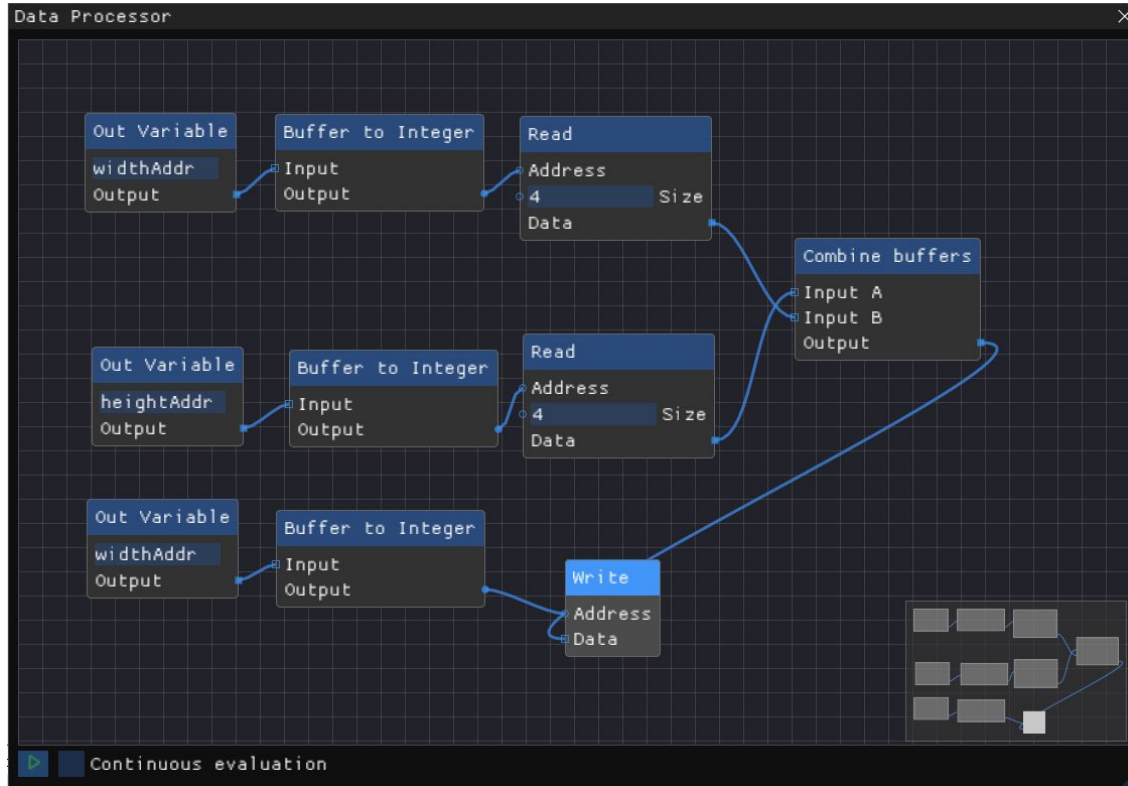 Data Processor
Out Variable
widthAddr
Output
Buffer to Integer
Input
Output
Read
Address
4 Size
Data
Combine buffers
Input A
Input B
Output
Out Variable
heightAddr
Output
Buffer to Integer
Input
Output
Read
Address
4 Size
Data
Out Variable
widthAddr
Output
Buffer to Integer
Input
Output
Write
Address
Data
Continuous evaluation